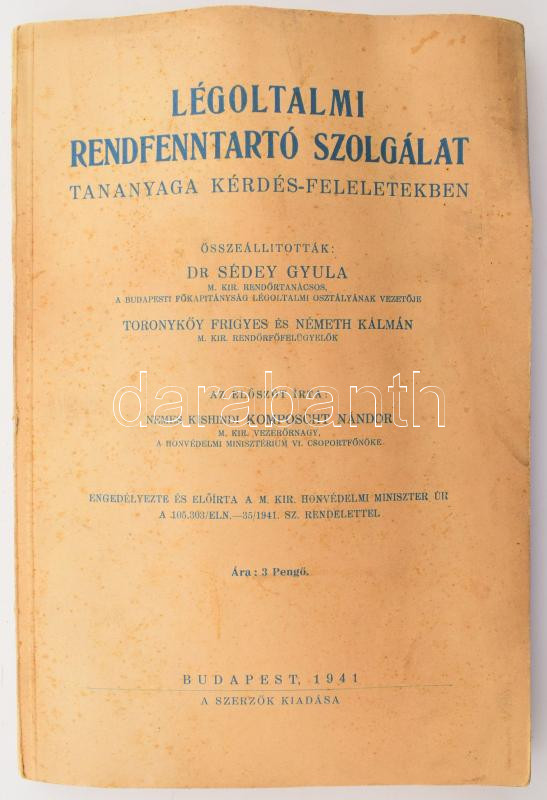 LÉGOLTALMI
RENDFENNTARTÓ SZOLGÁLAT
TANANYAGA KÉRDÉS-FELELETEKBEN
ÖSSZEÁLLITOTTÁK:
DR SÉDEY GYULA
M. KIR. RENDŐRTANÁCSOS,
A BUDAPESTI FŐKAPITÁNYSÁG LÉGOLTALMI OSZTÁLYÁNAK VEZETŐJE
TORONYKŐY FRIGYES ÉS NÉMETH KÁLMÁN
M. KIR. RENDŐRFŐFELÜGYELŐK
AZ ELŐSZÓT ÍRTA:
darabanth
NEMES KISHINDI KOMPOSCHT NÁNDOR
M. KIR. VEZÉRŐRNAGY,
A HONVÉDELMI MINISZTÉRIUM VI. CSOPORTFŐNÖKE
ENGEDÉLYEZTE ÉS ELŐÍRTA A M. KIR. HONVÉDELMI MINISZTER ÚR
A 105.303/ELN.—35/1941. SZ. RENDELETTEL
Ára: 3 Pengő.
BUDAPEST, 1941
A SZERZŐK KIADÁSA